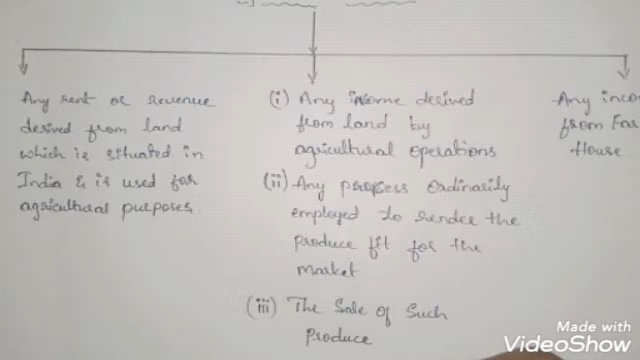 Any rent or revenue
derived from land
which is situated in
India & is used for
agricultural purposes.
(i) Any income derived
from land by
agricultural operations
(ii) Any process ordinarily
employed to render the
produce fit for the
market
(iii) The Sale of Such
produce
Any inco
from Far
House
Made with
VideoShow